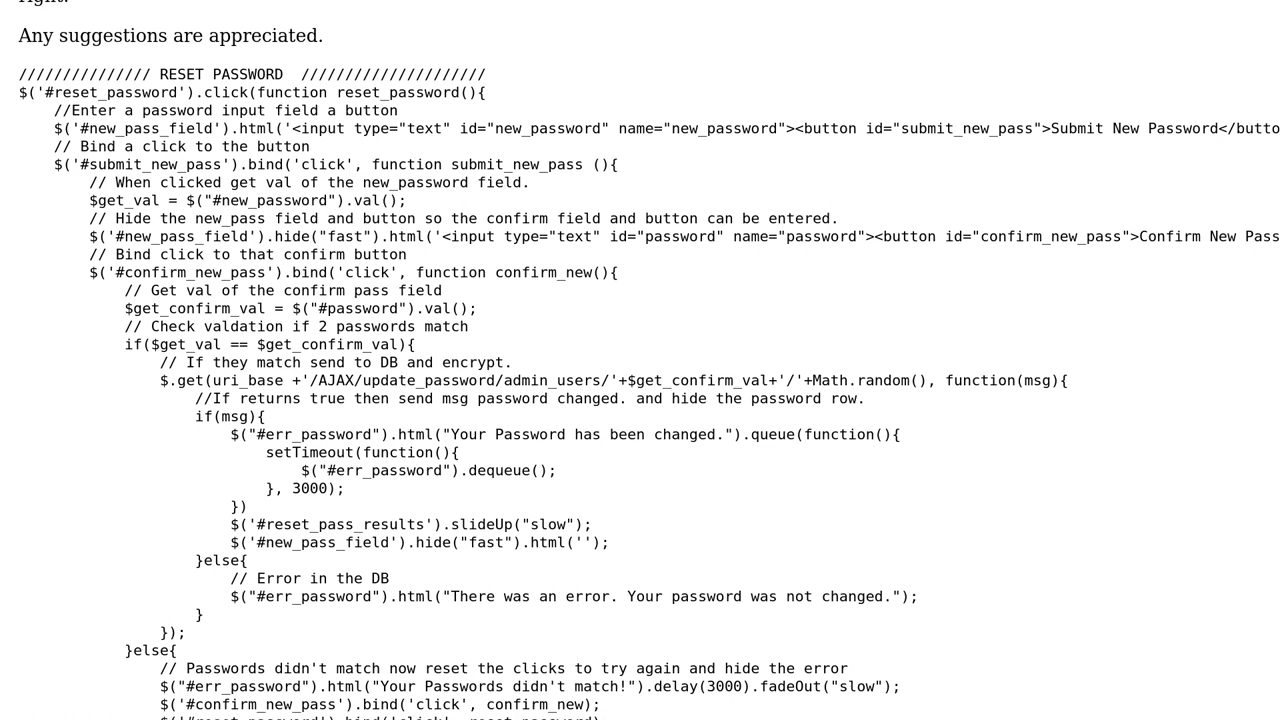 right.
Any suggestions are appreciated.
/////////////// RESET PASSWORD  /////////////////////
$('#reset_password').click(function reset_password(){
    //Enter a password input field a button
    $('#new_pass_field').html('<input type="text" id="new_password" name="new_password"><button id="submit_new_pass">Submit New Password</butto
    // Bind a click to the button
    $('#submit_new_pass').bind('click', function submit_new_pass (){
        // When clicked get val of the new_password field.
        $get_val = $("#new_password").val();
        // Hide the new_pass field and button so the confirm field and button can be entered.
        $('#new_pass_field').hide("fast").html('<input type="text" id="password" name="password"><button id="confirm_new_pass">Confirm New Pass
        // Bind click to that confirm button
        $('#confirm_new_pass').bind('click', function confirm_new(){
            // Get val of the confirm pass field
            $get_confirm_val = $("#password").val();
            // Check valdation if 2 passwords match
            if($get_val == $get_confirm_val){
                // If they match send to DB and encrypt.
                $.get(uri_base +'/AJAX/update_password/admin_users/'+$get_confirm_val+'/'+Math.random(), function(msg){
                    //If returns true then send msg password changed. and hide the password row.
                    if(msg){
                        $("#err_password").html("Your Password has been changed.").queue(function(){
                            setTimeout(function(){
                                $("#err_password").dequeue();
                            }, 3000);
                        })
                        $('#reset_pass_results').slideUp("slow");
                        $('#new_pass_field').hide("fast").html('');
                    }else{
                        // Error in the DB
                        $("#err_password").html("There was an error. Your password was not changed.");
                    }
                });
            }else{
                // Passwords didn't match now reset the clicks to try again and hide the error
                $("#err_password").html("Your Passwords didn't match!").delay(3000).fadeOut("slow");
                $('#confirm_new_pass').bind('click', confirm_new);
                $('#reset_password').bind('click', reset_password);